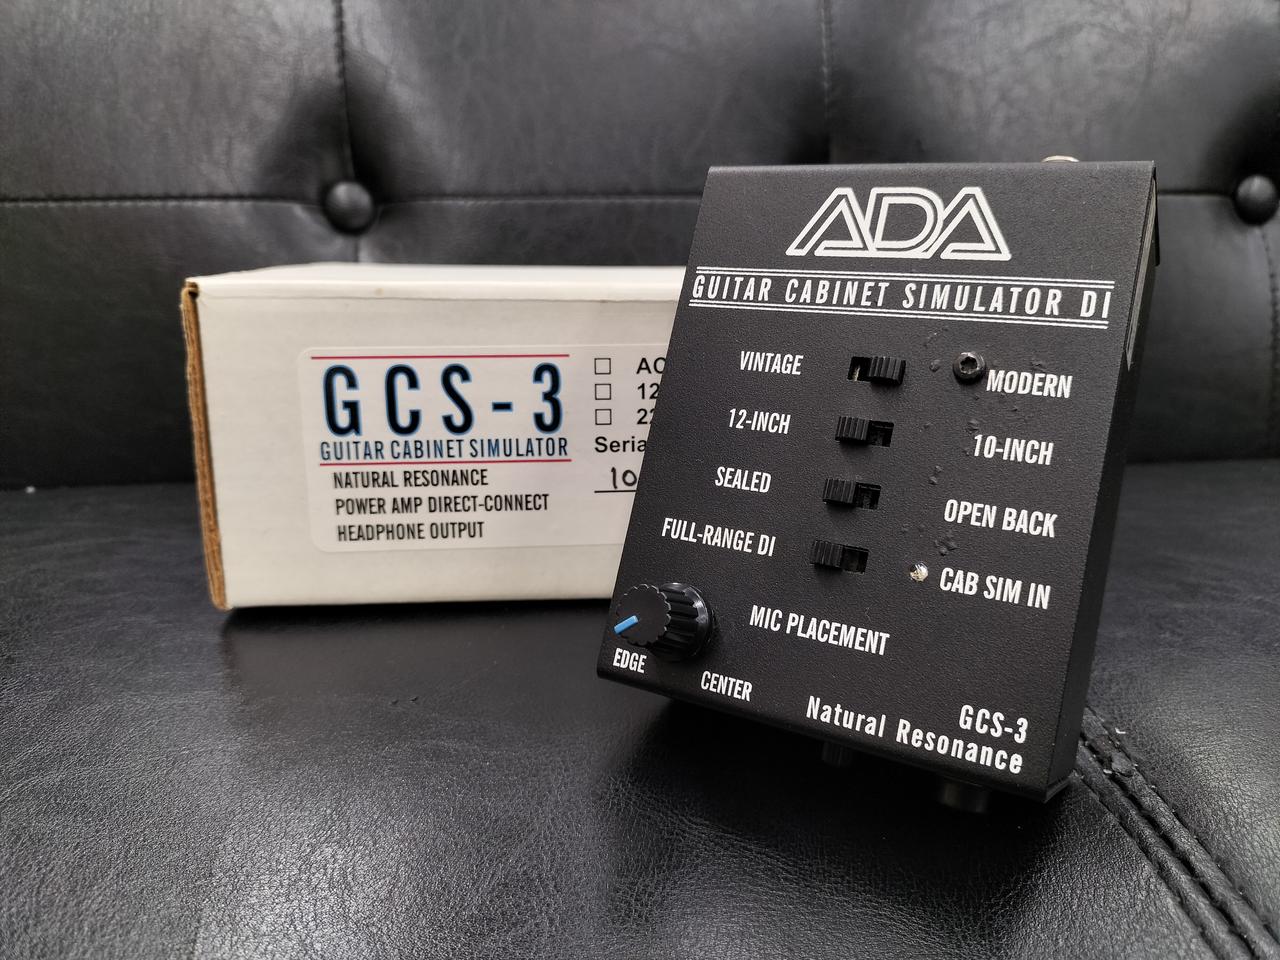 GCS-3
GUITAR CABINET SIMULATOR
NATURAL RESONANCE
POWER AMP DIRECT-CONNECT
HEADPHONE OUTPUT
ADA
GUITAR CABINET SIMULATOR DI
VINTAGE
MODERN
12-INCH
10-INCH
SEALED
OPEN BACK
FULL-RANGE DI
CAB SIM IN
MIC PLACEMENT
EDGE
CENTER
GCS-3
Natural Resonance